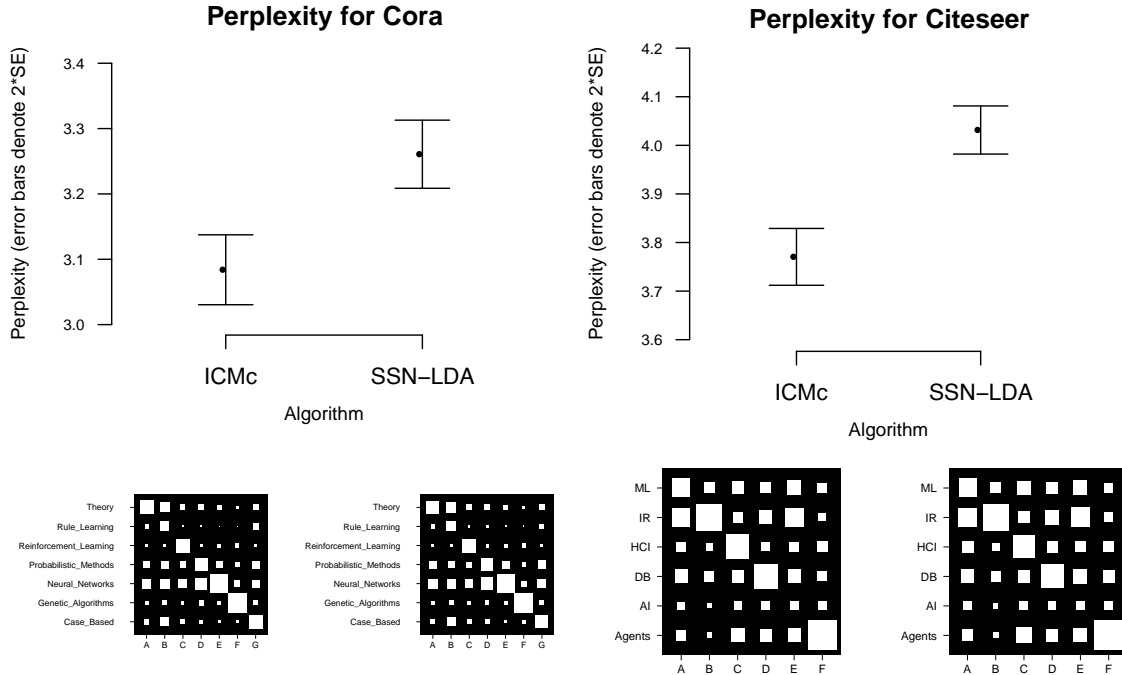 Perplexity for Cora
Perplexity (error bars denote 2*SE)
3.4
3.3
3.2
3.1
3.0
ICMc SSN−LDA
Algorithm
Perplexity for Citeseer
Perplexity (error bars denote 2*SE)
4.2
4.1
4.0
3.9
3.8
3.7
3.6
ICMc SSN−LDA
Algorithm
Theory
Rule_Learning
Reinforcement_Learning
Probabilistic_Methods
Neural_Networks
Genetic_Algorithms
Case_Based
A B C D E F G
Theory
Rule_Learning
Reinforcement_Learning
Probabilistic_Methods
Neural_Networks
Genetic_Algorithms
Case_Based
A B C D E F G
ML
IR
HCI
DB
AI
Agents
A B C D E F
ML
IR
HCI
DB
AI
Agents
A B C D E F